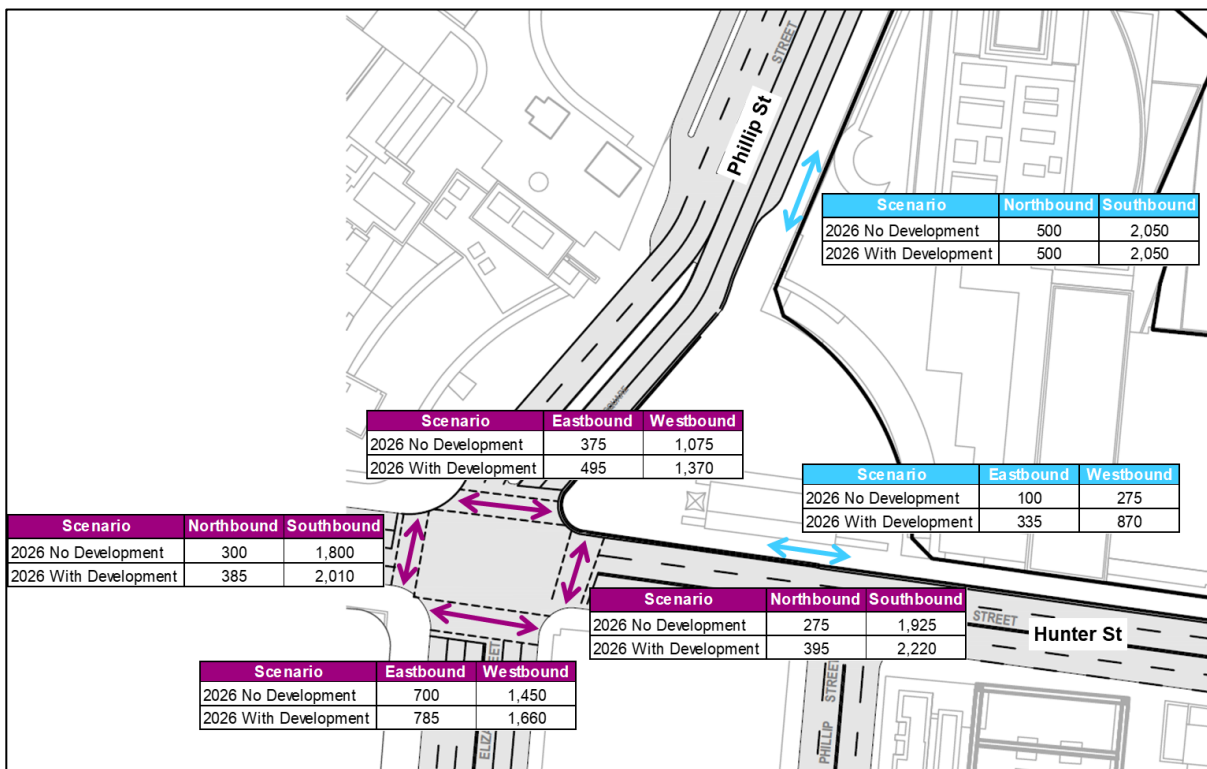 STREET
Phillip St
Scenario Northbound Southbound
2026 No Development 500 2,050
2026 With Development 500 2,050
Scenario Eastbound Westbound
2026 No Development 375 1,075
2026 With Development 495 1,370
Scenario Eastbound Westbound
2026 No Development 100 275
2026 With Development 335 870
Scenario Northbound Southbound
2026 No Development 300 1,800
2026 With Development 385 2,010
Scenario Northbound Southbound
2026 No Development 275 1,925
2026 With Development 395 2,220
STREET
Hunter St
Scenario Eastbound Westbound
2026 No Development 700 1,450
2026 With Development 785 1,660
PHILLIP STREET